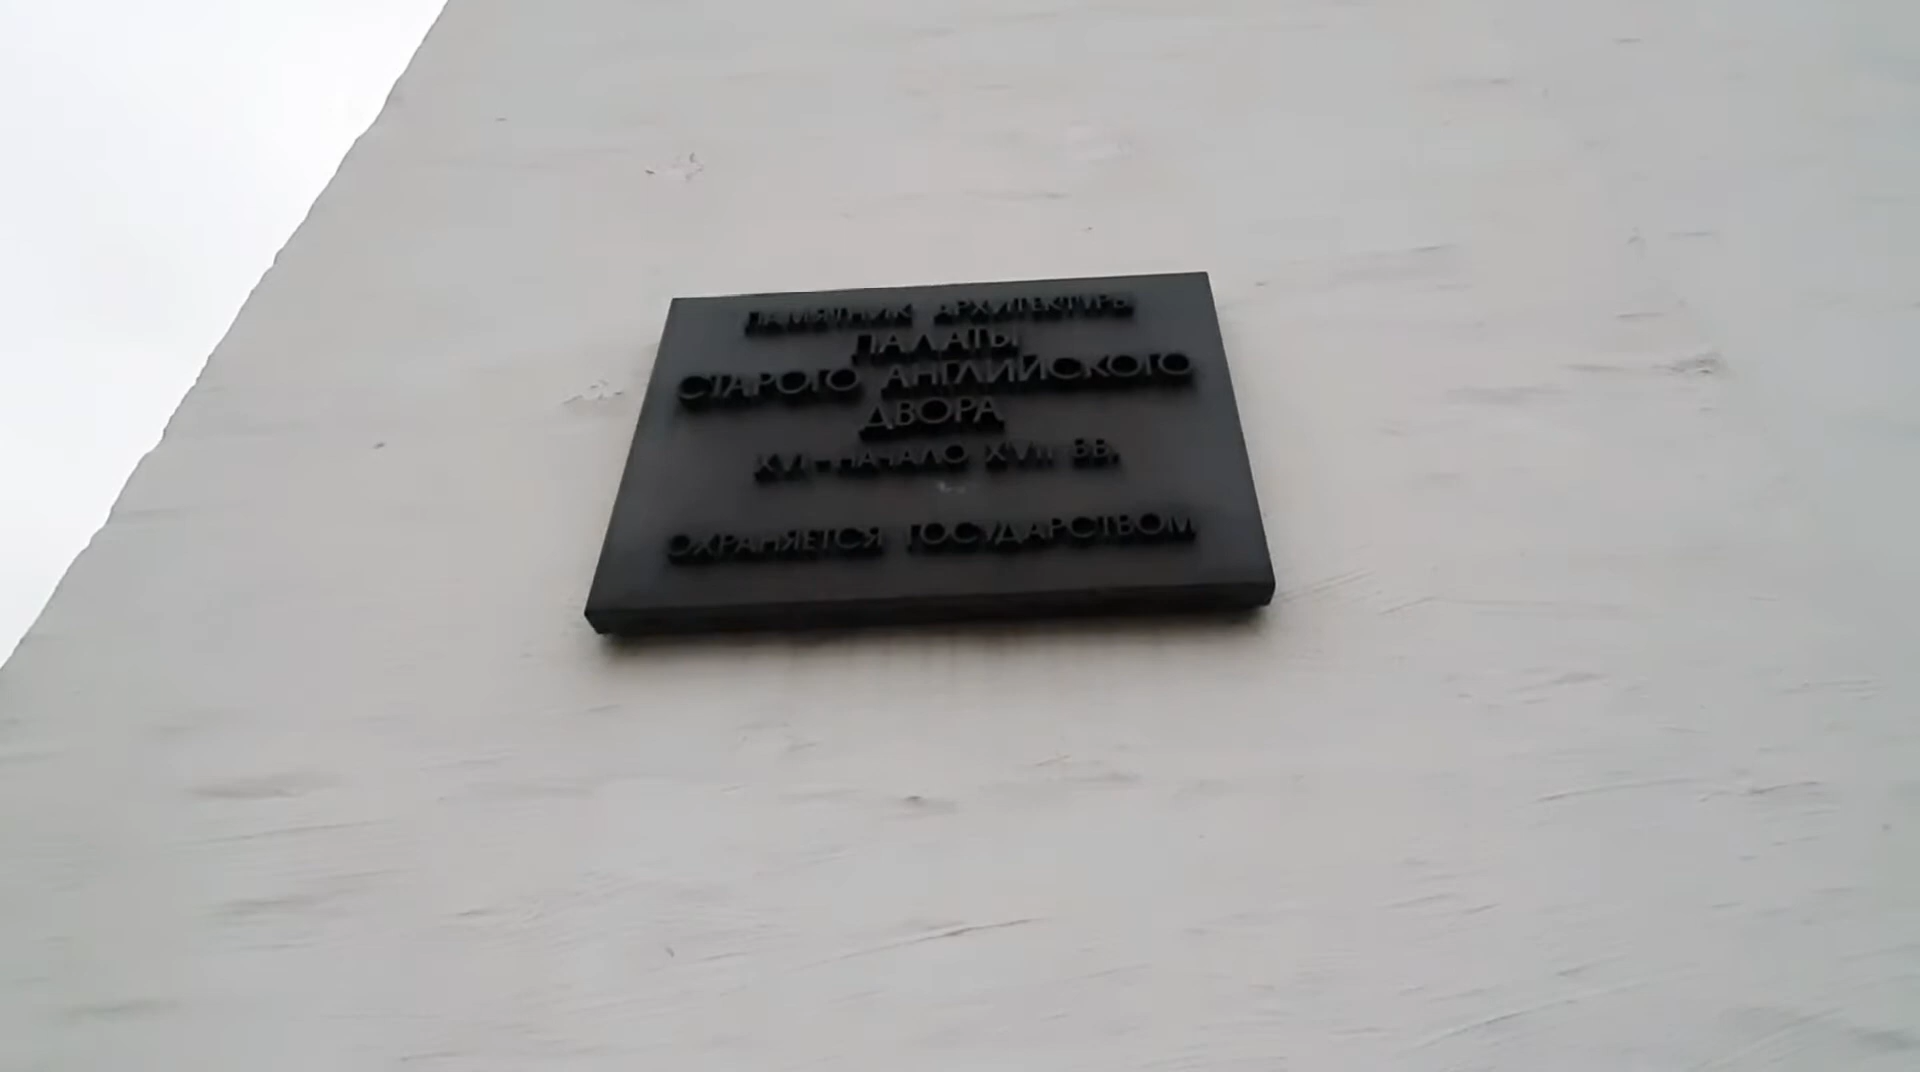 ПАМЯТНИК АРХИТЕКТУРЫ
ПАЛАТЫ
СТАРОГО АНГЛИЙСКОГО
ДВОРА
XVI–НАЧАЛО XVII ВВ.
ОХРАНЯЕТСЯ ГОСУДАРСТВОМ